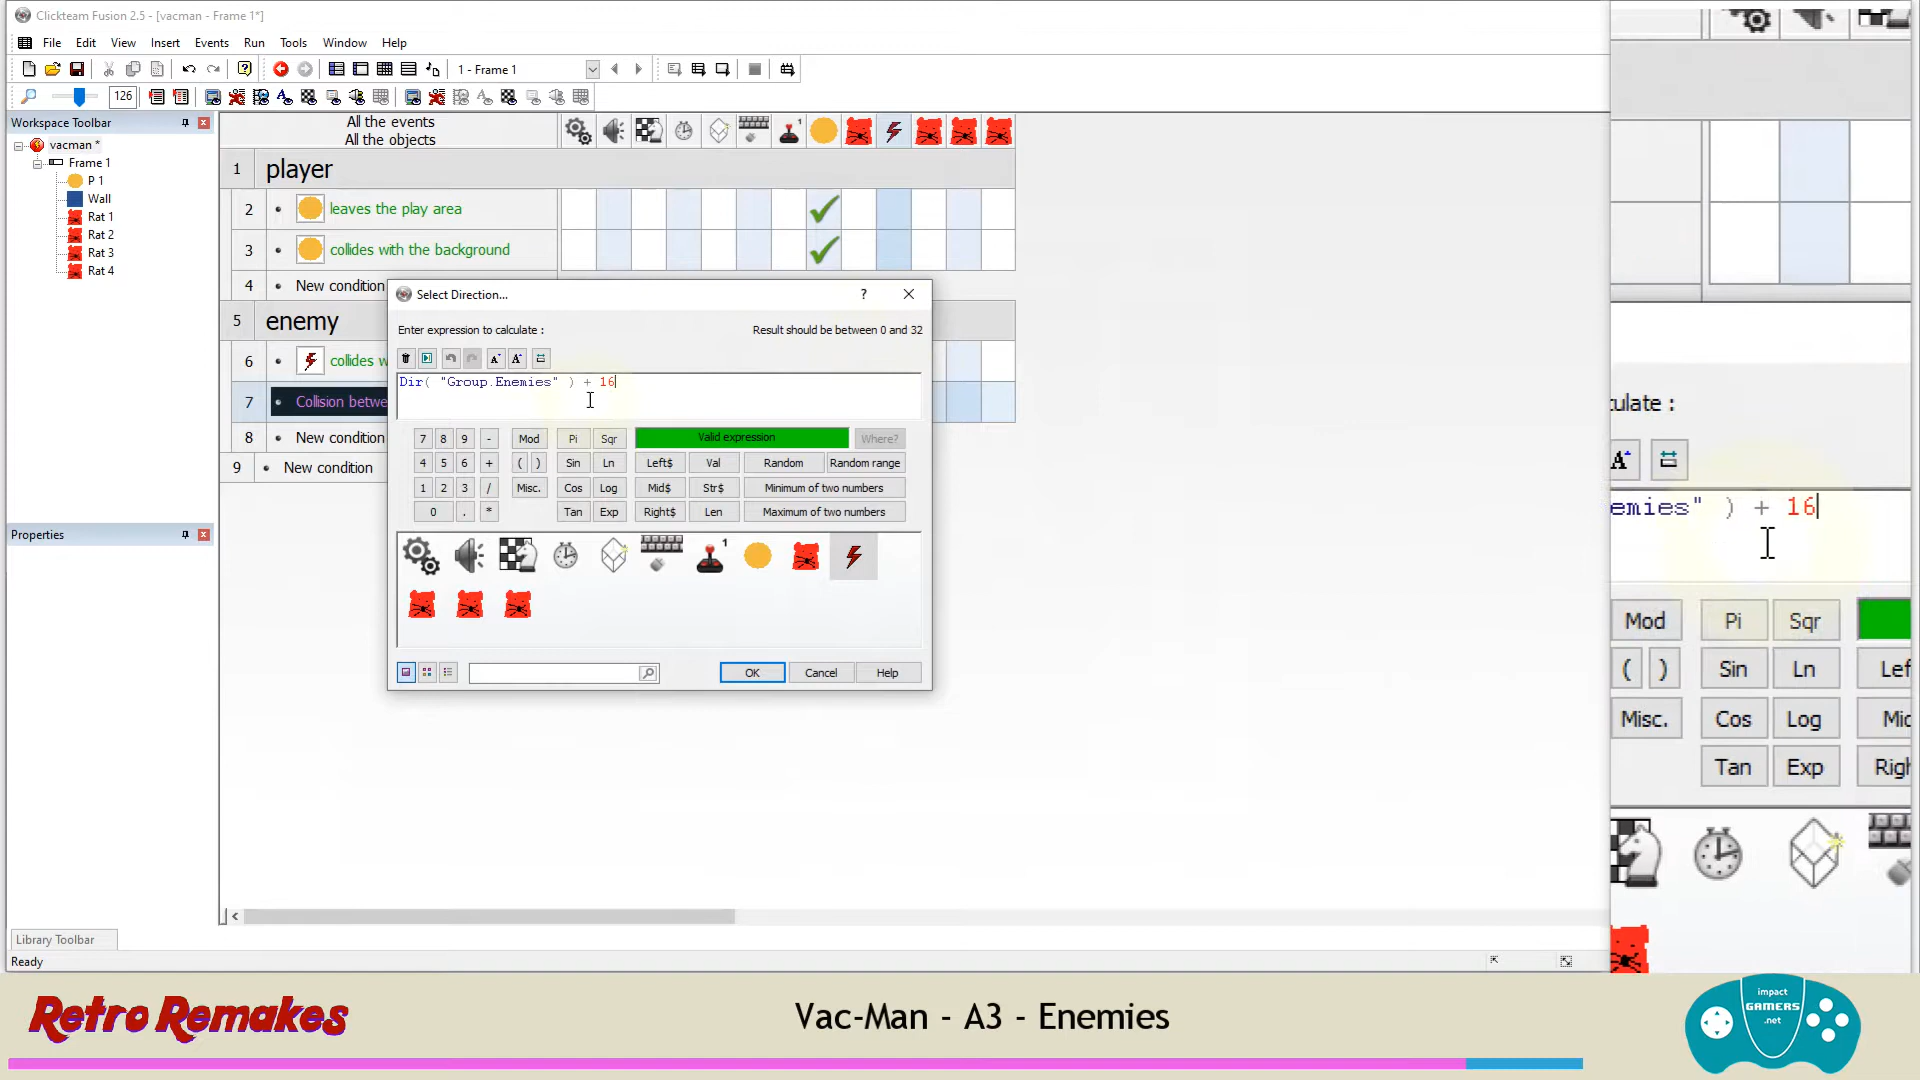 Clickteam Fusion 2.5 - [vacman - Frame 1*]
File Edit View Insert Events Run Tools Window Help
1 - Frame 1
126
Workspace Toolbar
vacman *
Frame 1
P 1
Wall
Rat 1
Rat 2
Rat 3
Rat 4
Properties
Library Toolbar
Ready
All the events
All the objects
1
1 player
2 leaves the play area
3 collides with the background
4 New condition
5 enemy
6 collides w
7 Collision betwe
8 New condition
9 New condition
Select Direction...
?
Enter expression to calculate :
Result should be between 0 and 32
Dir( "Group.Enemies" ) + 16
7 8 9 - Mod Pi Sqr Valid expression Where?
4 5 6 + ( ) Sin Ln Left$ Val Random Random range
1 2 3 / Misc. Cos Log Mid$ Str$ Minimum of two numbers
0 . * Tan Exp Right$ Len Maximum of two numbers
1
OK Cancel Help
culate :
emies" ) + 16
Mod Pi Sqr
( ) Sin Ln Lef
Misc. Cos Log Mid
Tan Exp Righ
Retro Remakes
Vac-Man - A3 - Enemies
impact
GAMERS
.net